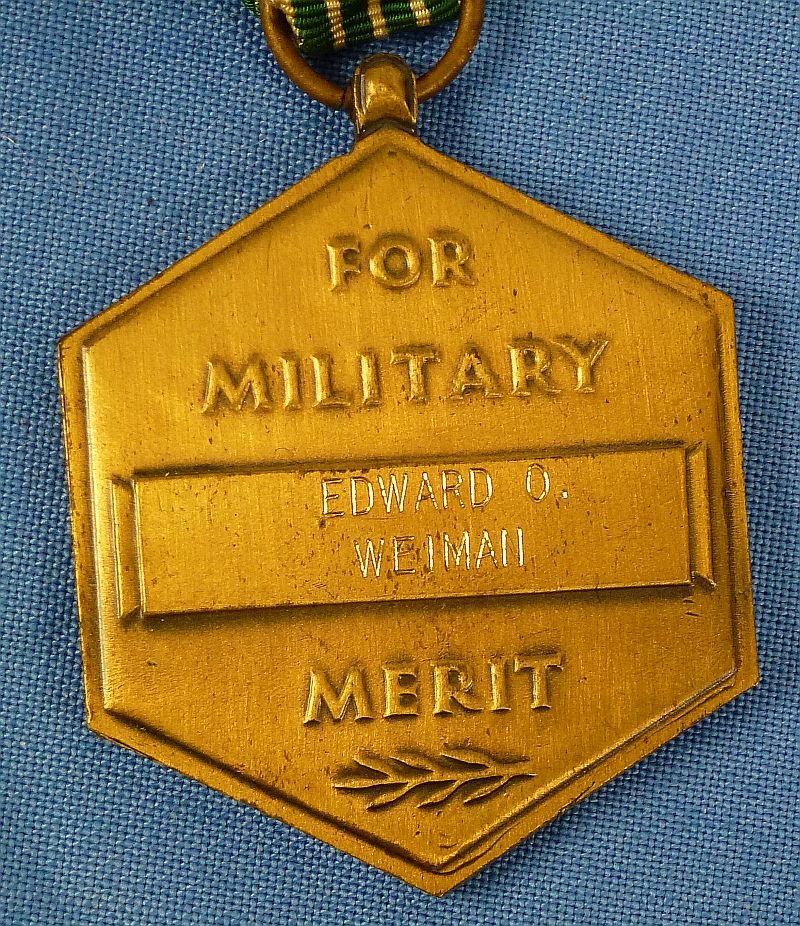 FOR
MILITARY
EDWARD O.
WEIMAN
MERIT